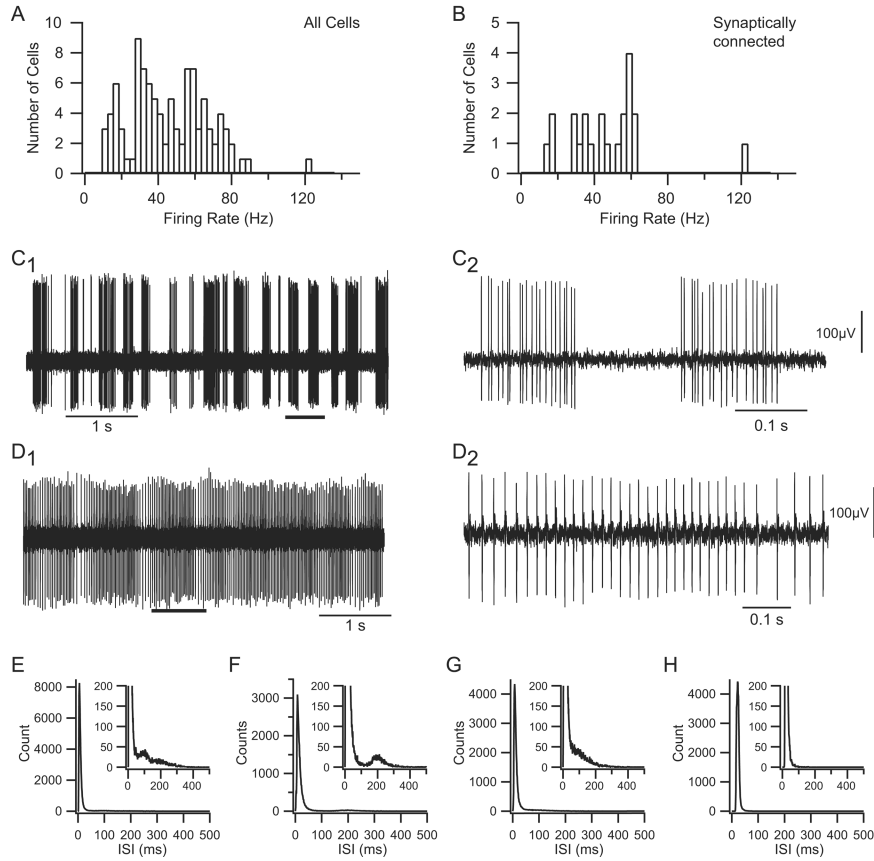 A
All Cells
10
8
6
4
2
0
Number of Cells
0 40 80 120
Firing Rate (Hz)
B
Synaptically
connected
5
4
3
2
1
0
Number of Cells
0 40 80 120
Firing Rate (Hz)
C1
1 s
C2
100µV
0.1 s
D1
1 s
D2
100µV
0.1 s
E
8000
6000
4000
2000
0
Count
200
150
100
50
0
0 200 400
0 100 200 300 400 500
ISI (ms)
F
3000
2000
1000
0
Counts
200
150
100
50
0
0 200 400
0 100 200 300 400 500
ISI (ms)
G
4000
3000
2000
1000
0
Counts
200
150
100
50
0
0 200 400
0 100 200 300 400 500
ISI (ms)
H
4000
3000
2000
1000
0
Count
200
150
100
50
0
0 200 400
0 100 200 300 400 500
ISI (ms)